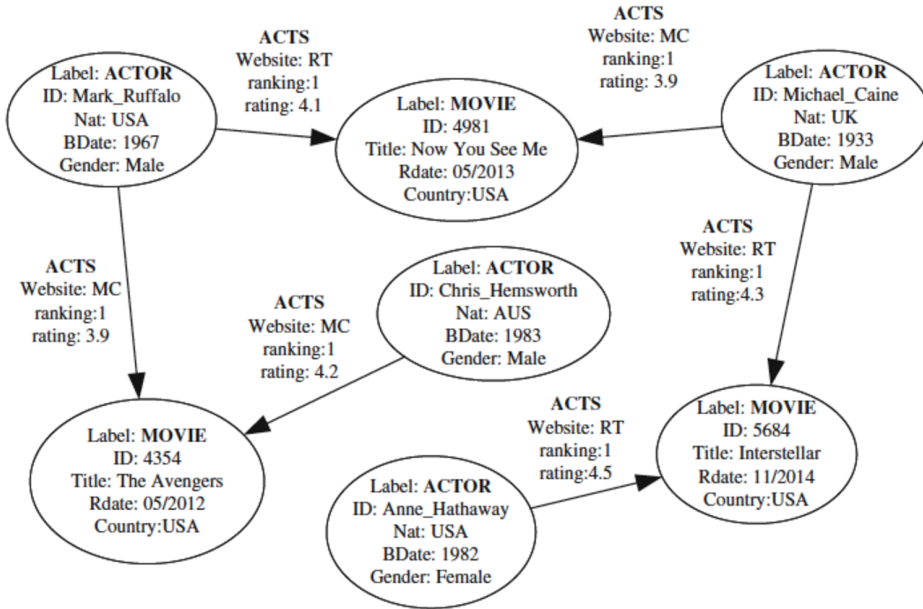 ACTS
Website: RT
ranking:1
rating: 4.1
ACTS
Website: MC
ranking:1
rating: 3.9
Label: ACTOR
ID: Mark_Ruffalo
Nat: USA
BDate: 1967
Gender: Male
Label: MOVIE
ID: 4981
Title: Now You See Me
Rdate: 05/2013
Country:USA
Label: ACTOR
ID: Michael_Caine
Nat: UK
BDate: 1933
Gender: Male
ACTS
Website: MC
ranking:1
rating: 3.9
ACTS
Website: MC
ranking:1
rating: 4.2
Label: ACTOR
ID: Chris_Hemsworth
Nat: AUS
BDate: 1983
Gender: Male
ACTS
Website: RT
ranking:1
rating:4.3
Label: MOVIE
ID: 4354
Title: The Avengers
Rdate: 05/2012
Country:USA
Label: ACTOR
ID: Anne_Hathaway
Nat: USA
BDate: 1982
Gender: Female
ACTS
Website: RT
ranking:1
rating:4.5
Label: MOVIE
ID: 5684
Title: Interstellar
Rdate: 11/2014
Country:USA